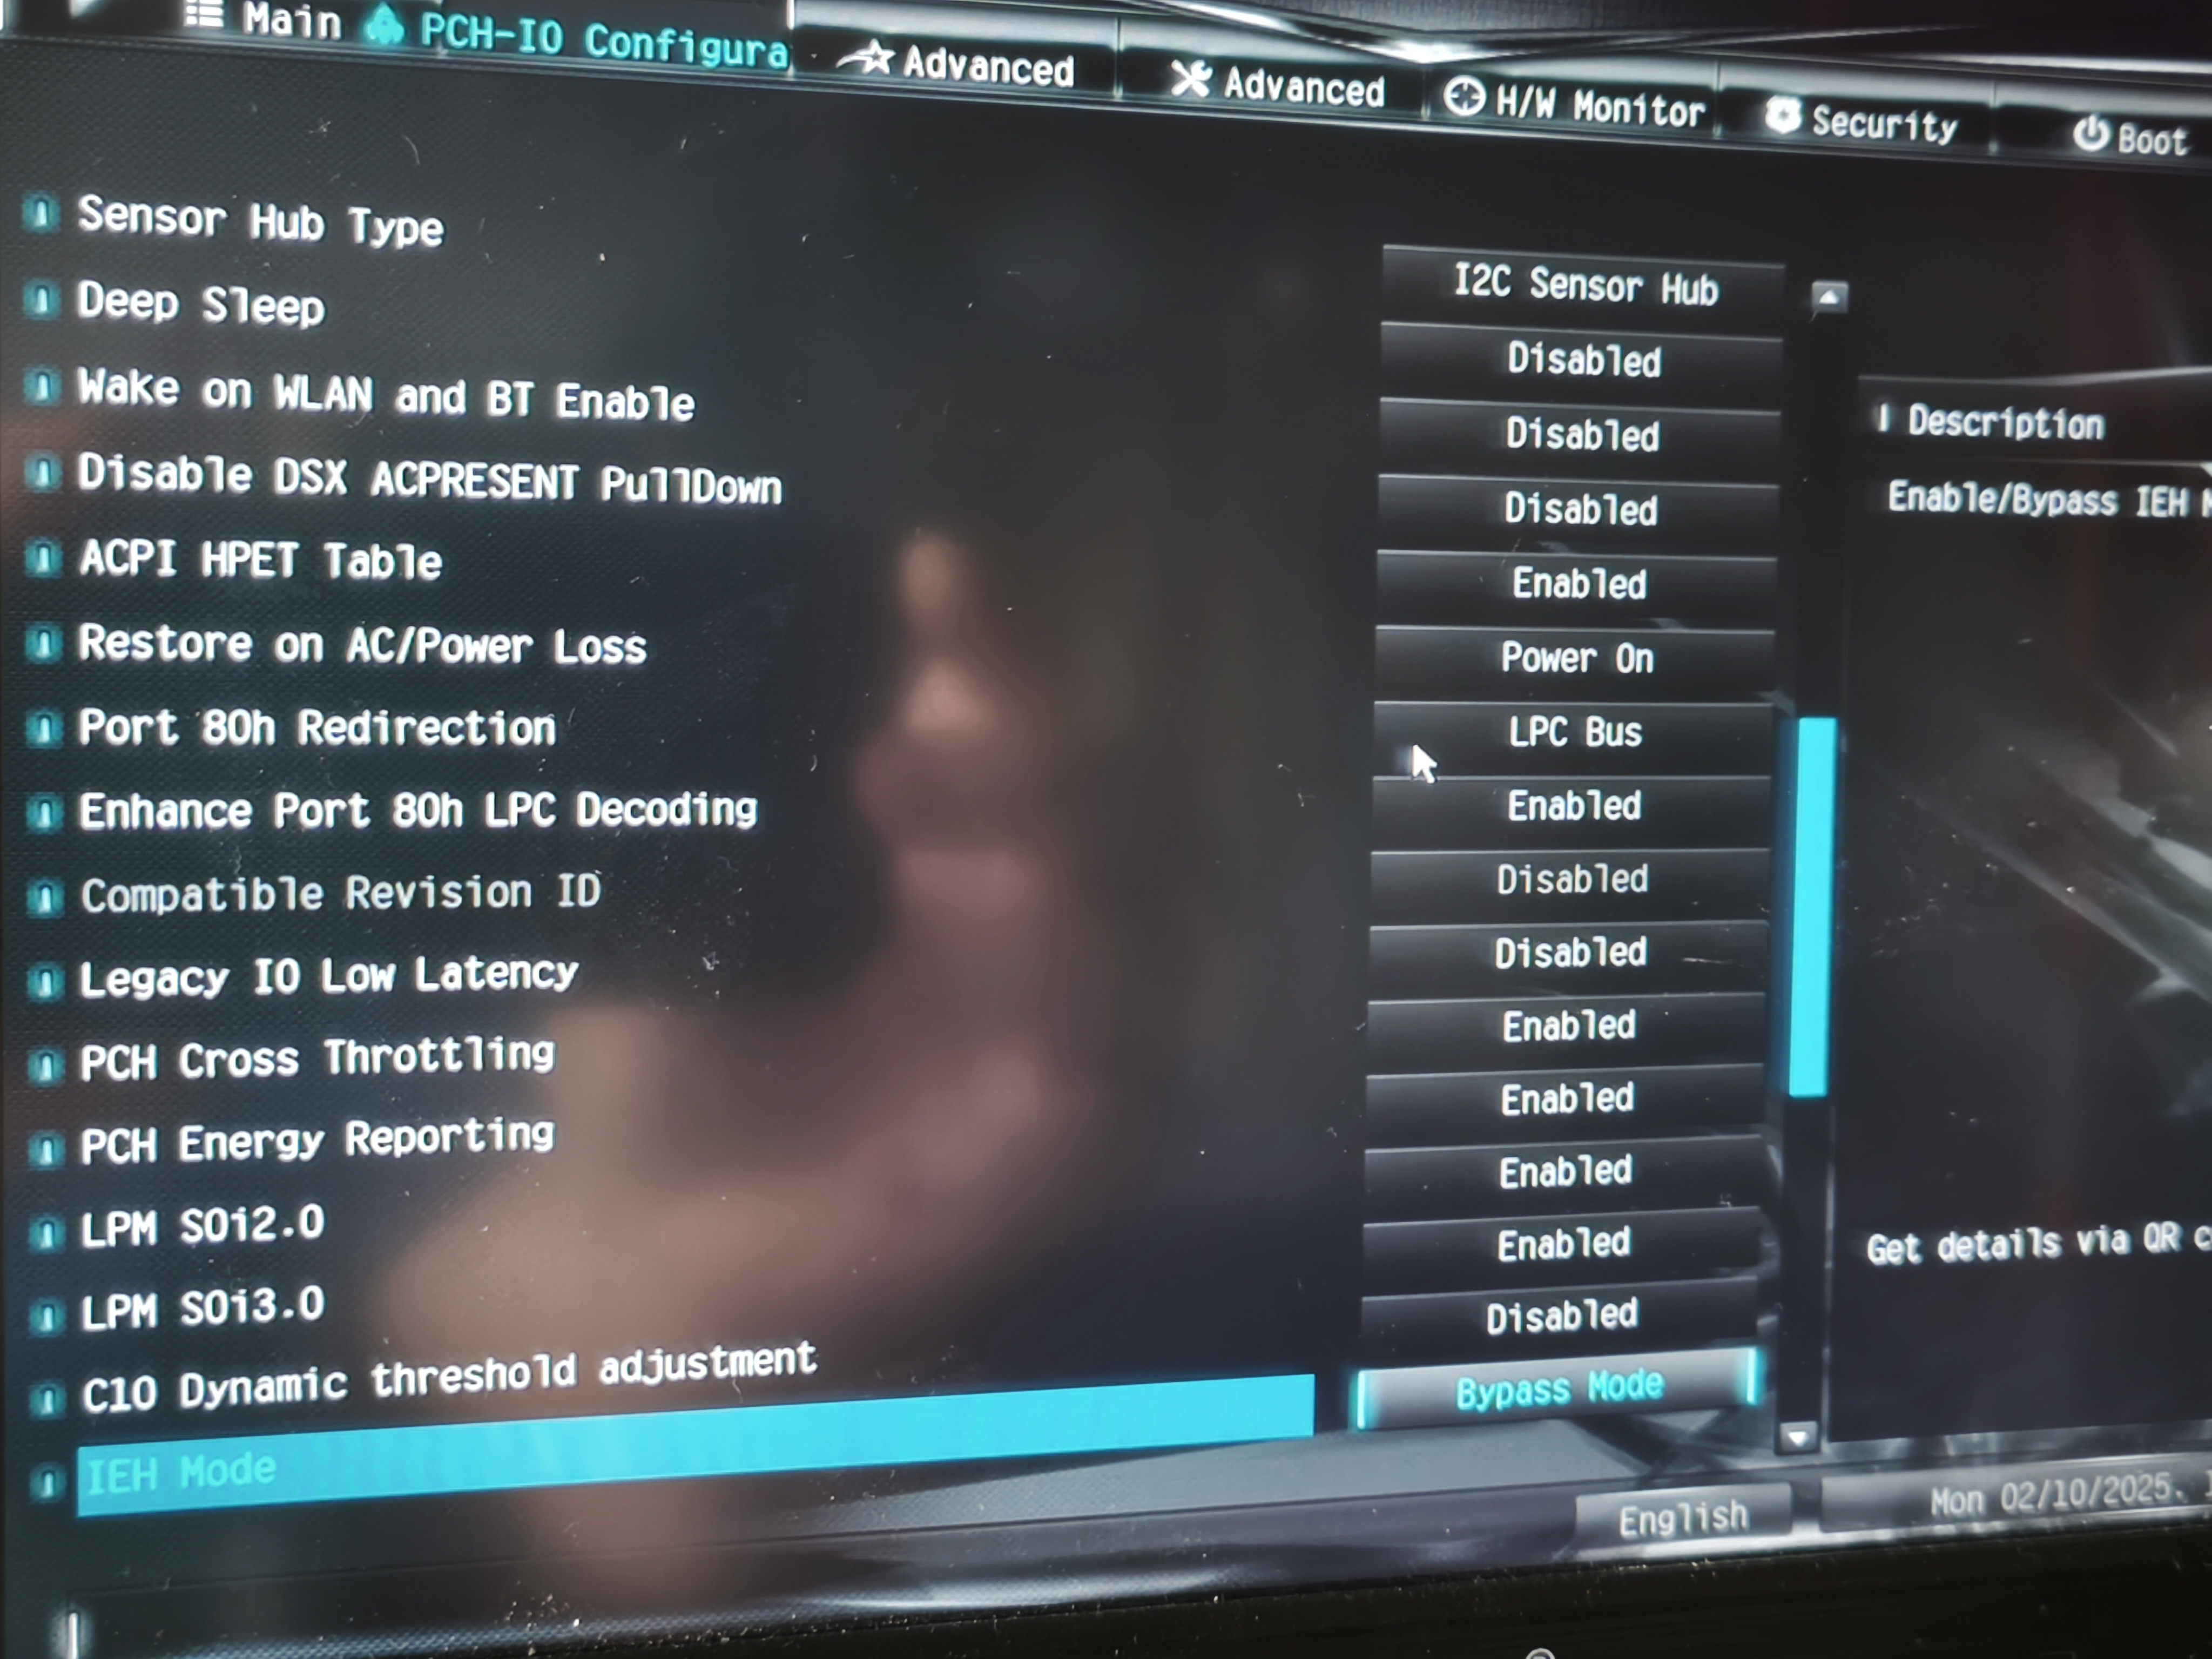 Main
PCH-IO Configura
Advanced
Advanced
H/W Monitor
Security
Boot
Sensor Hub Type
I2C Sensor Hub
Deep Sleep
Disabled
Wake on WLAN and BT Enable
Disabled
Disable DSX ACPRESENT PullDown
Disabled
ACPI HPET Table
Enabled
Restore on AC/Power Loss
Power On
Port 80h Redirection
LPC Bus
Enhance Port 80h LPC Decoding
Enabled
Compatible Revision ID
Disabled
Legacy IO Low Latency
Disabled
PCH Cross Throttling
Enabled
PCH Energy Reporting
Enabled
LPM S0i2.0
Enabled
LPM S0i3.0
Enabled
C10 Dynamic threshold adjustment
Disabled
IEH Mode
Bypass Mode
Description
Enable/Bypass IEH
Get details via QR
English
Mon 02/10/2025.